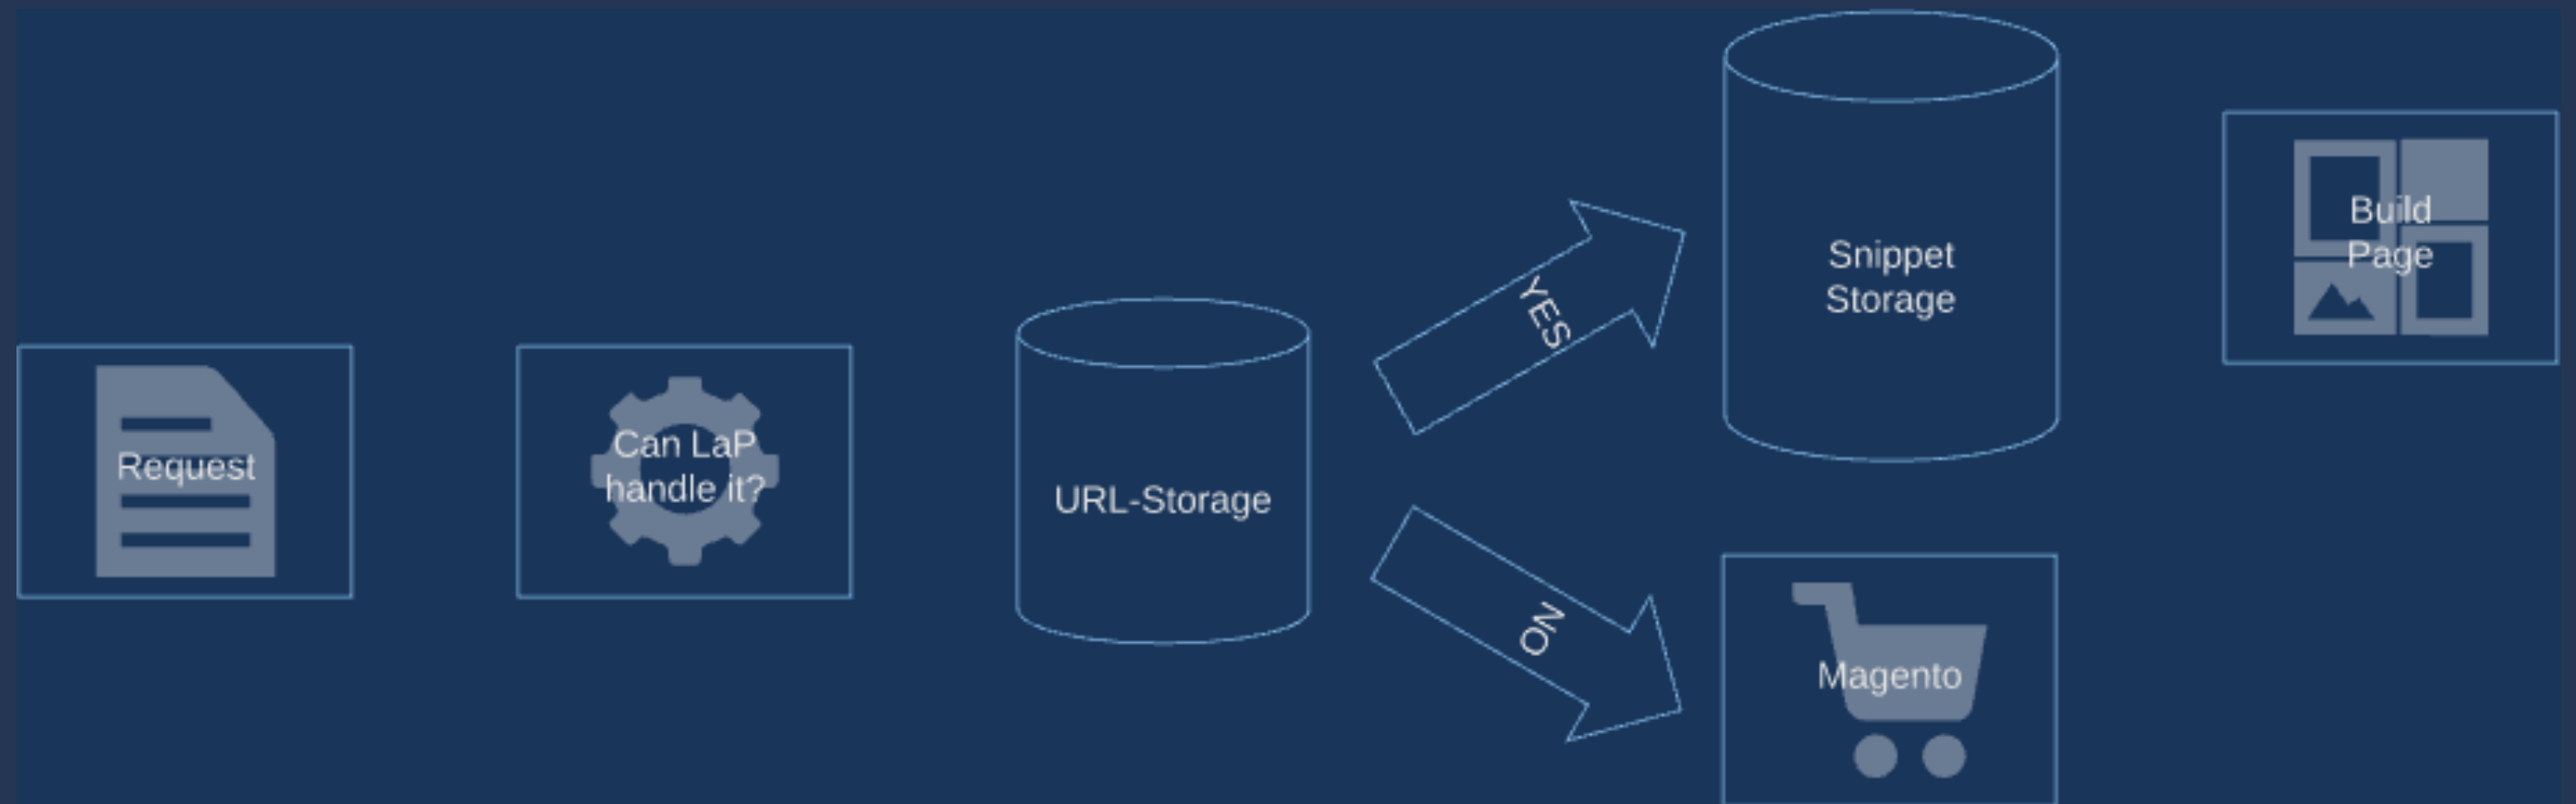 Request
Can LaP
handle it?
URL-Storage
YES
NO
Snippet
Storage
Magento
Build
Page